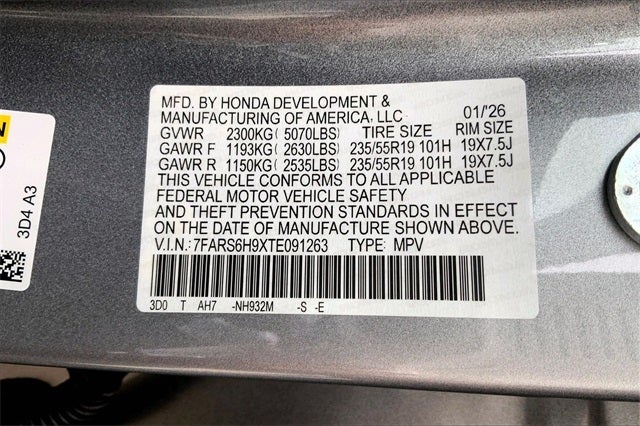 MFD. BY HONDA DEVELOPMENT &
MANUFACTURING OF AMERICA, LLC 01/'26
GVWR 2300KG( 5070LBS) TIRE SIZE RIM SIZE
GAWR F 1193KG( 2630LBS) 235/55R19 101H 19X7.5J
GAWR R 1150KG( 2535LBS) 235/55R19 101H 19X7.5J
THIS VEHICLE CONFORMS TO ALL APPLICABLE
FEDERAL MOTOR VEHICLE SAFETY
AND THEFT PREVENTION STANDARDS IN EFFECT
ON THE DATE OF MANUFACTURE SHOWN ABOVE.
V.I.N.: 7FARS6H9XTE091263 TYPE: MPV
3D0 T AH7 -NH932M -S -E
3D4 A3